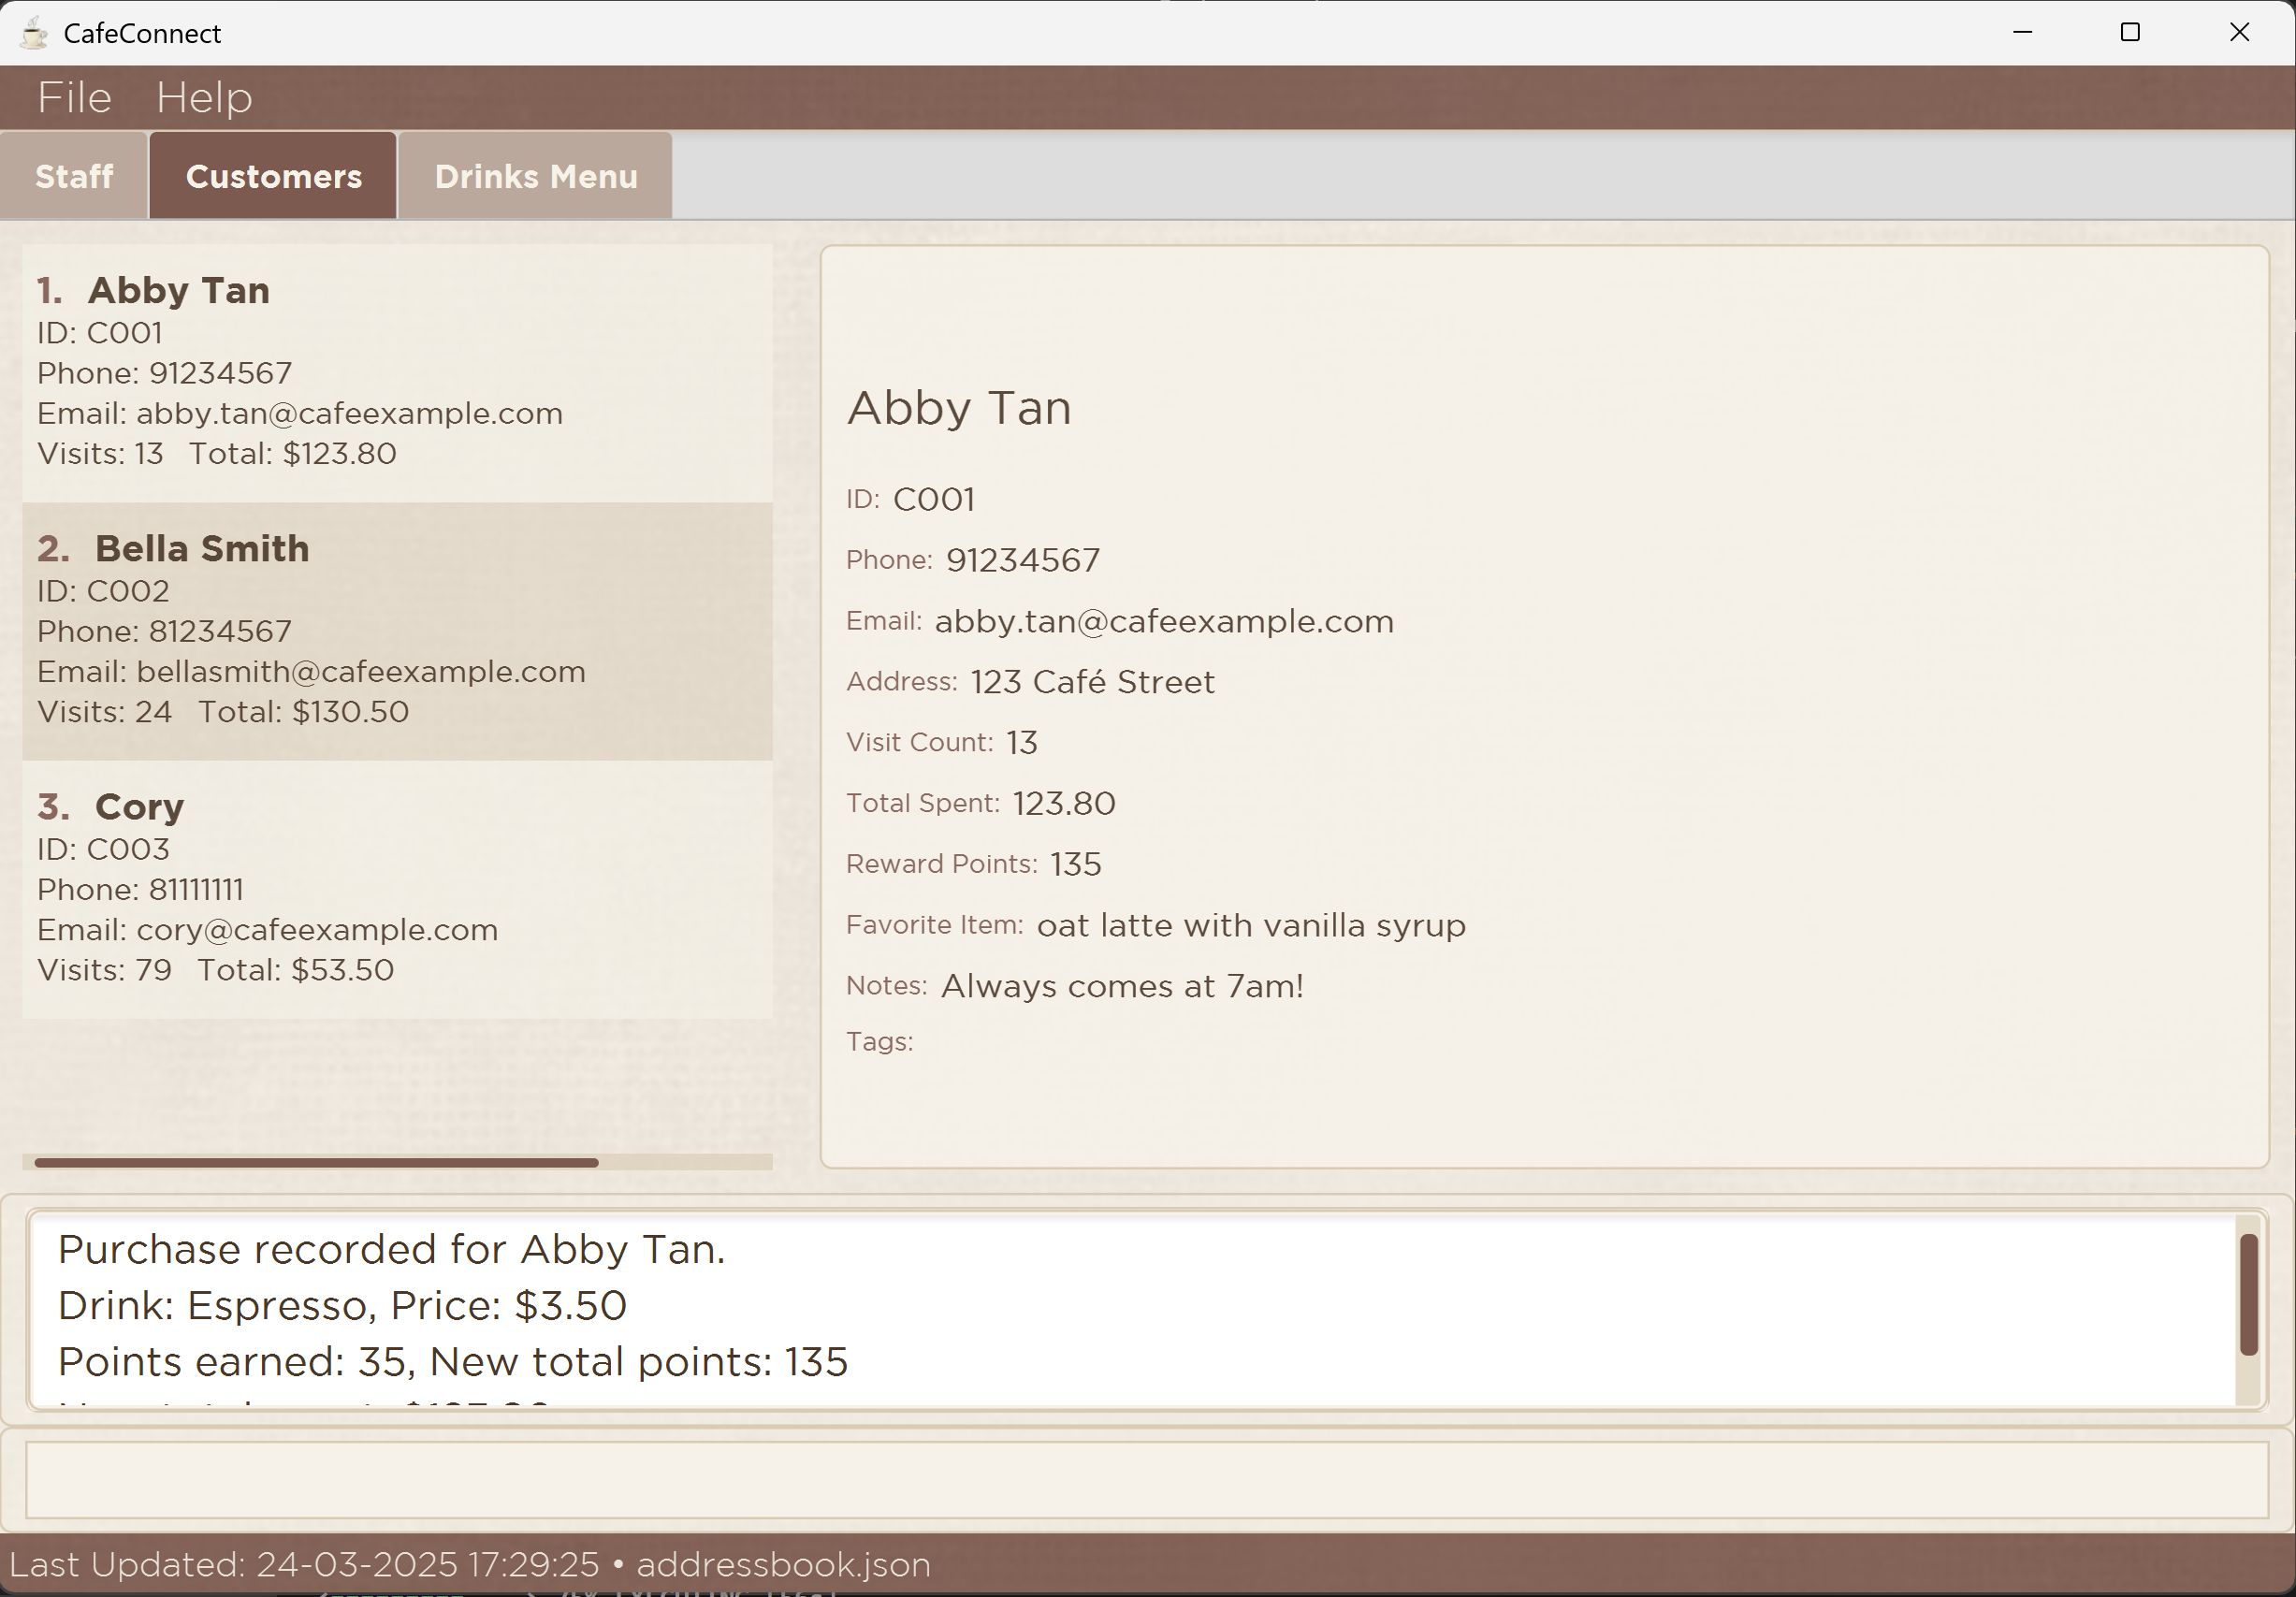 CafeConnect
File Help
Staff Customers Drinks Menu
1. Abby Tan
ID: C001
Phone: 91234567
Email: abby.tan@cafeexample.com
Visits: 13 Total: $123.80
2. Bella Smith
ID: C002
Phone: 81234567
Email: bellasmith@cafeexample.com
Visits: 24 Total: $130.50
3. Cory
ID: C003
Phone: 81111111
Email: cory@cafeexample.com
Visits: 79 Total: $53.50
Abby Tan
ID: C001
Phone: 91234567
Email: abby.tan@cafeexample.com
Address: 123 Café Street
Visit Count: 13
Total Spent: 123.80
Reward Points: 135
Favorite Item: oat latte with vanilla syrup
Notes: Always comes at 7am!
Tags:
Purchase recorded for Abby Tan.
Drink: Espresso, Price: $3.50
Points earned: 35, New total points: 135
Last Updated: 24-03-2025 17:29:25 • addressbook.json